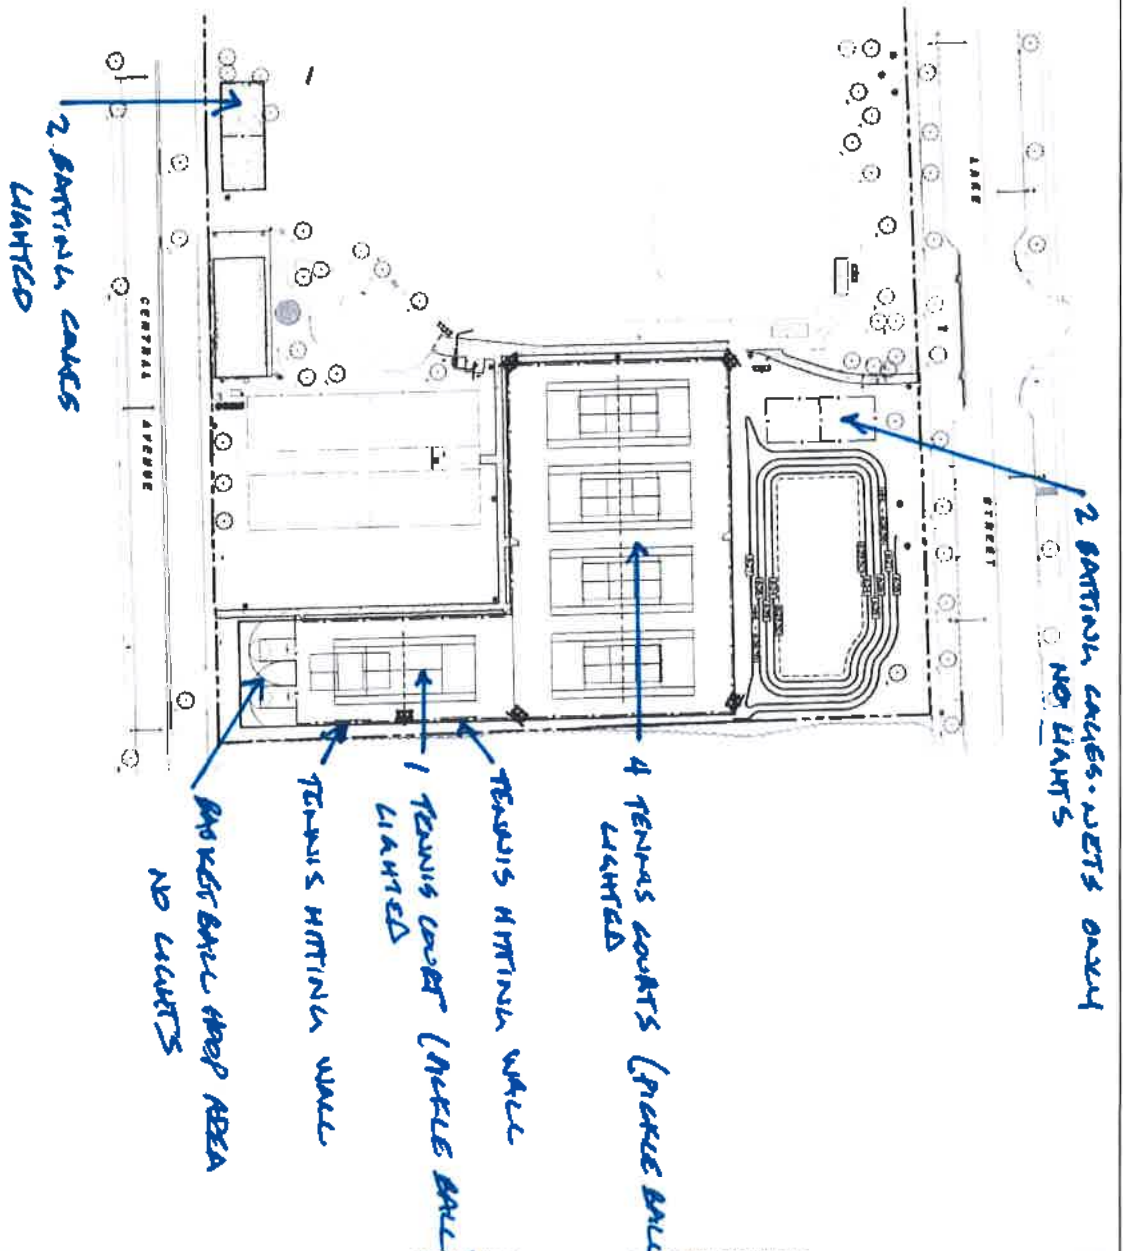 LAKE
STREET
2 BATTING CAGES - NETS ONLY
NO LIGHTS
4 TENNIS COURTS (PICKLE BALL
LIGHTED
TENNIS HITTING WALL
1 TENNIS COURT (PICKLE BALL
LIGHTED
TENNIS HITTING WALL
BASKETBALL HOOP AREA
NO LIGHTS
CENTRAL AVENUE
2 BATTING CAGES
LIGHTED